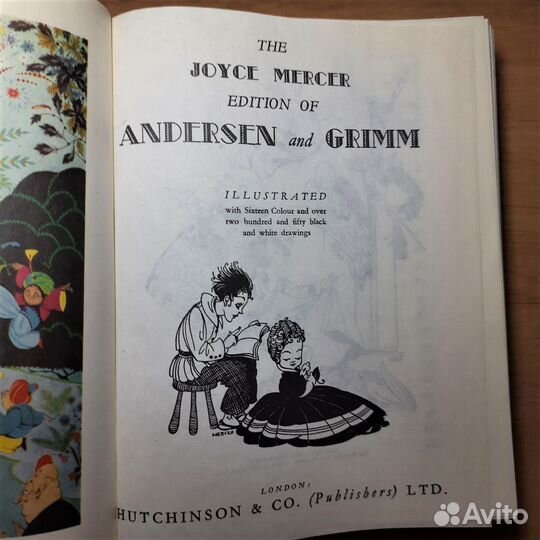 THE
JOYCE MERCER
EDITION OF
ANDERSEN and GRIMM
ILLUSTRATED
with Sixteen Colour and over
two hundred and fifty black
and white drawings
MERCER
LONDON:
HUTCHINSON & CO. (Publishers) LTD.
Avito